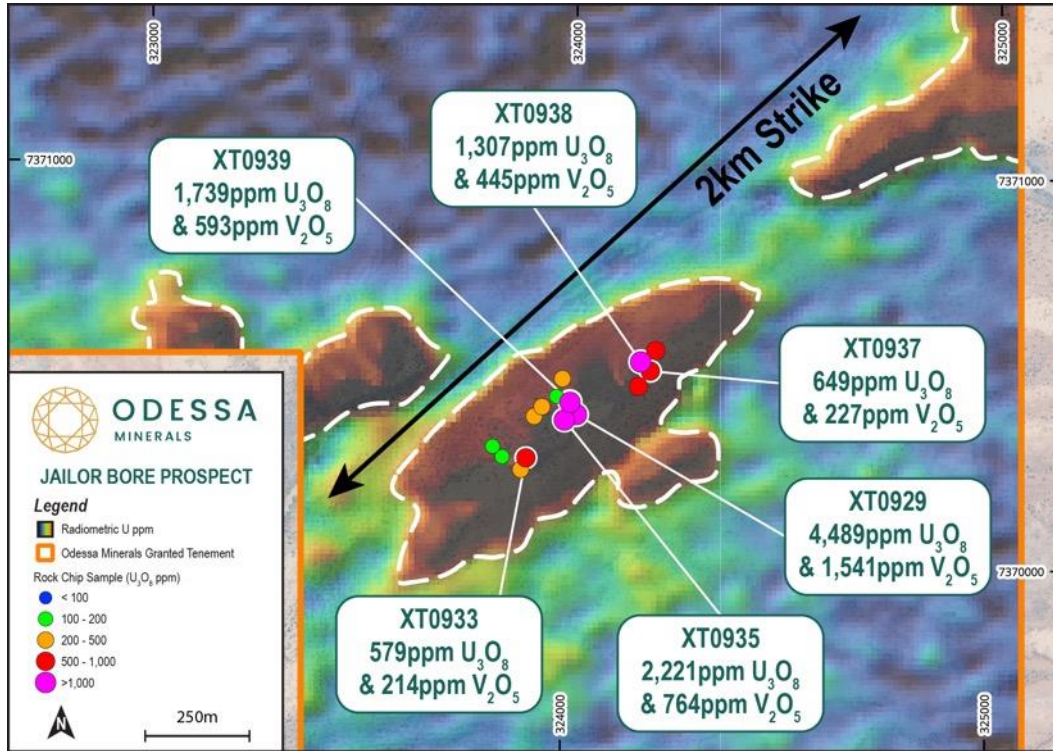 323000
324000
325000
7371000
7371000
2km Strike
XT0938
1,307ppm U₃O₈
& 445ppm V₂O₅
XT0939
1,739ppm U₃O₈
& 593ppm V₂O₅
XT0937
649ppm U₃O₈
& 227ppm V₂O₅
XT0929
4,489ppm U₃O₈
& 1,541ppm V₂O₅
7370000
XT0933
579ppm U₃O₈
& 214ppm V₂O₅
XT0935
2,221ppm U₃O₈
& 764ppm V₂O₅
324000
325000
ODESSA
MINERALS
JAILOR BORE PROSPECT
Legend
Radiometric U ppm
Odessa Minerals Granted Tenement
Rock Chip Sample (U₃O₈ ppm)
< 100
100 - 200
200 - 500
500 - 1,000
>1,000
N
250m